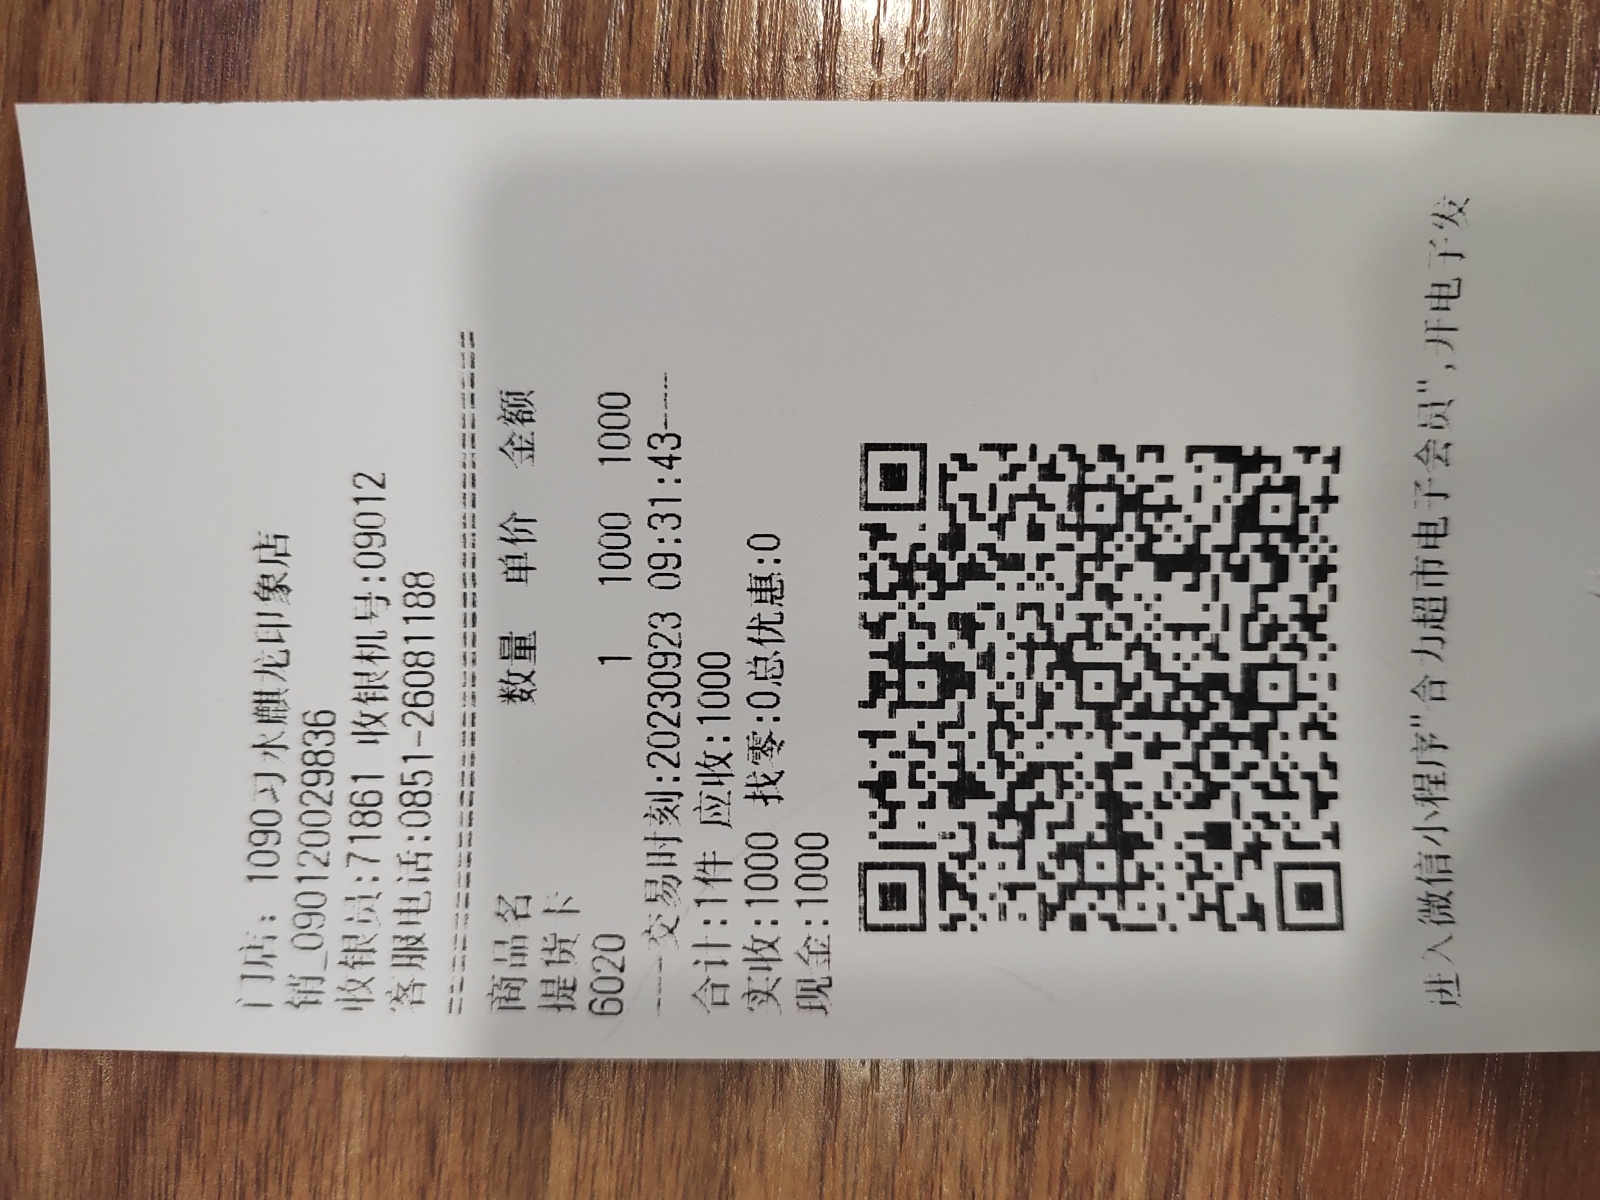 门店: 1090习水麒龙印象店
销_090120029836
收银员:71861 收银机号:09012
客服电话:0851-26081188
商品名 数量 单价 金额
提货卡
6020 1 1000 1000
----交易时刻:20230923 09:31:43----
合计:1件 应收:1000
实收:1000 找零:0总优惠:0
现金:1000
进入微信小程序"合力超市电子会员",开电子发